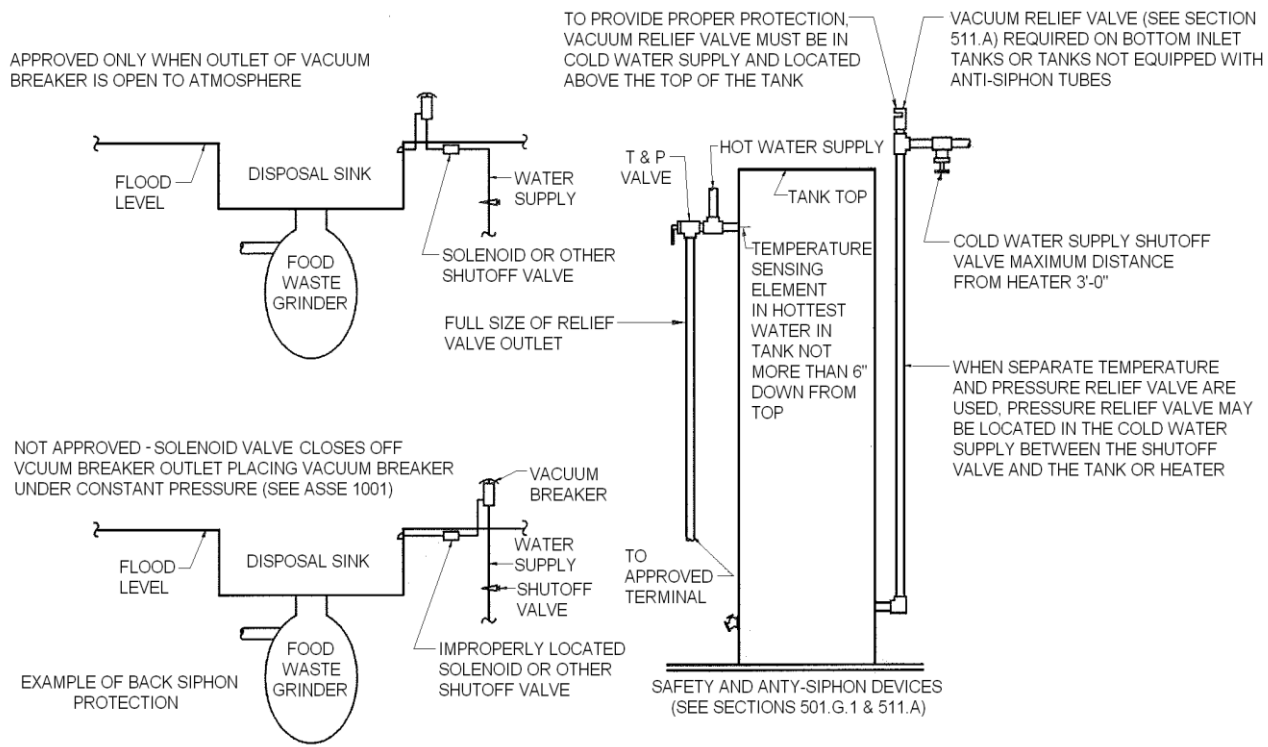 APPROVED ONLY WHEN OUTLET OF VACUUM
BREAKER IS OPEN TO ATMOSPHERE
FLOOD
LEVEL
DISPOSAL SINK
FOOD
WASTE
GRINDER
WATER
SUPPLY
SOLENOID OR OTHER
SHUTOFF VALVE
NOT APPROVED - SOLENOID VALVE CLOSES OFF
VCUUM BREAKER OUTLET PLACING VACUUM BREAKER
UNDER CONSTANT PRESSURE (SEE ASSE 1001)
VACUUM
BREAKER
FLOOD
LEVEL
DISPOSAL SINK
FOOD
WASTE
GRINDER
WATER
SUPPLY
SHUTOFF
VALVE
IMPROPERLY LOCATED
SOLENOID OR OTHER
SHUTOFF VALVE
EXAMPLE OF BACK SIPHON
PROTECTION
TO PROVIDE PROPER PROTECTION,
VACUUM RELIEF VALVE MUST BE IN
COLD WATER SUPPLY AND LOCATED
ABOVE THE TOP OF THE TANK
VACUUM RELIEF VALVE (SEE SECTION
511.A) REQUIRED ON BOTTOM INLET
TANKS OR TANKS NOT EQUIPPED WITH
ANTI-SIPHON TUBES
HOT WATER SUPPLY
T & P
VALVE
TANK TOP
TEMPERATURE
SENSING
ELEMENT
IN HOTTEST
WATER IN
TANK NOT
MORE THAN 6"
DOWN FROM
TOP
COLD WATER SUPPLY SHUTOFF
VALVE MAXIMUM DISTANCE
FROM HEATER 3'-0"
FULL SIZE OF RELIEF
VALVE OUTLET
WHEN SEPARATE TEMPERATURE
AND PRESSURE RELIEF VALVE ARE
USED, PRESSURE RELIEF VALVE MAY
BE LOCATED IN THE COLD WATER
SUPPLY BETWEEN THE SHUTOFF
VALVE AND THE TANK OR HEATER
TO
APPROVED
TERMINAL
SAFETY AND ANTY-SIPHON DEVICES
(SEE SECTIONS 501.G.1 & 511.A)